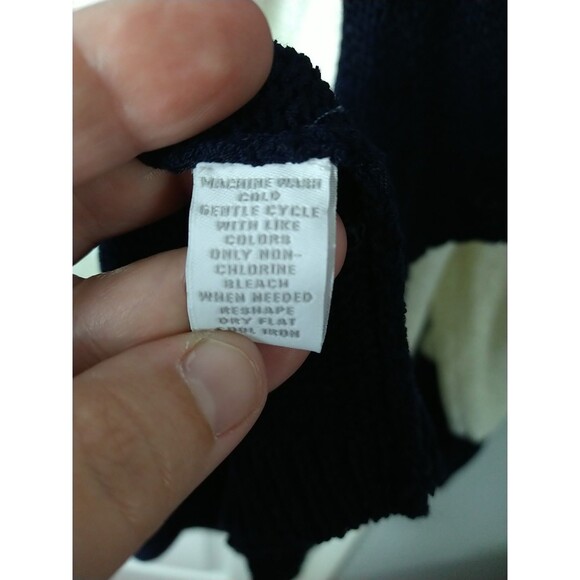 MACHINE WASH
COLD
GENTLE CYCLE
WITH LIKE
COLORS
ONLY NON-
CHLORINE
BLEACH
WHEN NEEDED
RESHAPE
DRY FLAT
COOL IRON